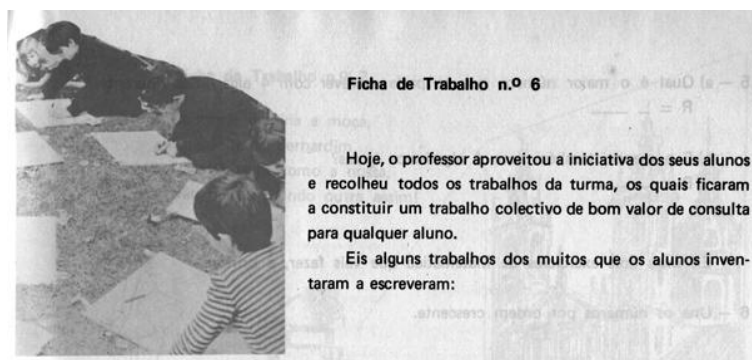 Ficha de Trabalho n.º 6
Hoje, o professor aproveitou a iniciativa dos seus alunos
e recolheu todos os trabalhos da turma, os quais ficaram
a constituir um trabalho colectivo de bom valor de consulta
para qualquer aluno.
Eis alguns trabalhos dos muitos que os alunos inven-
taram a escreveram: